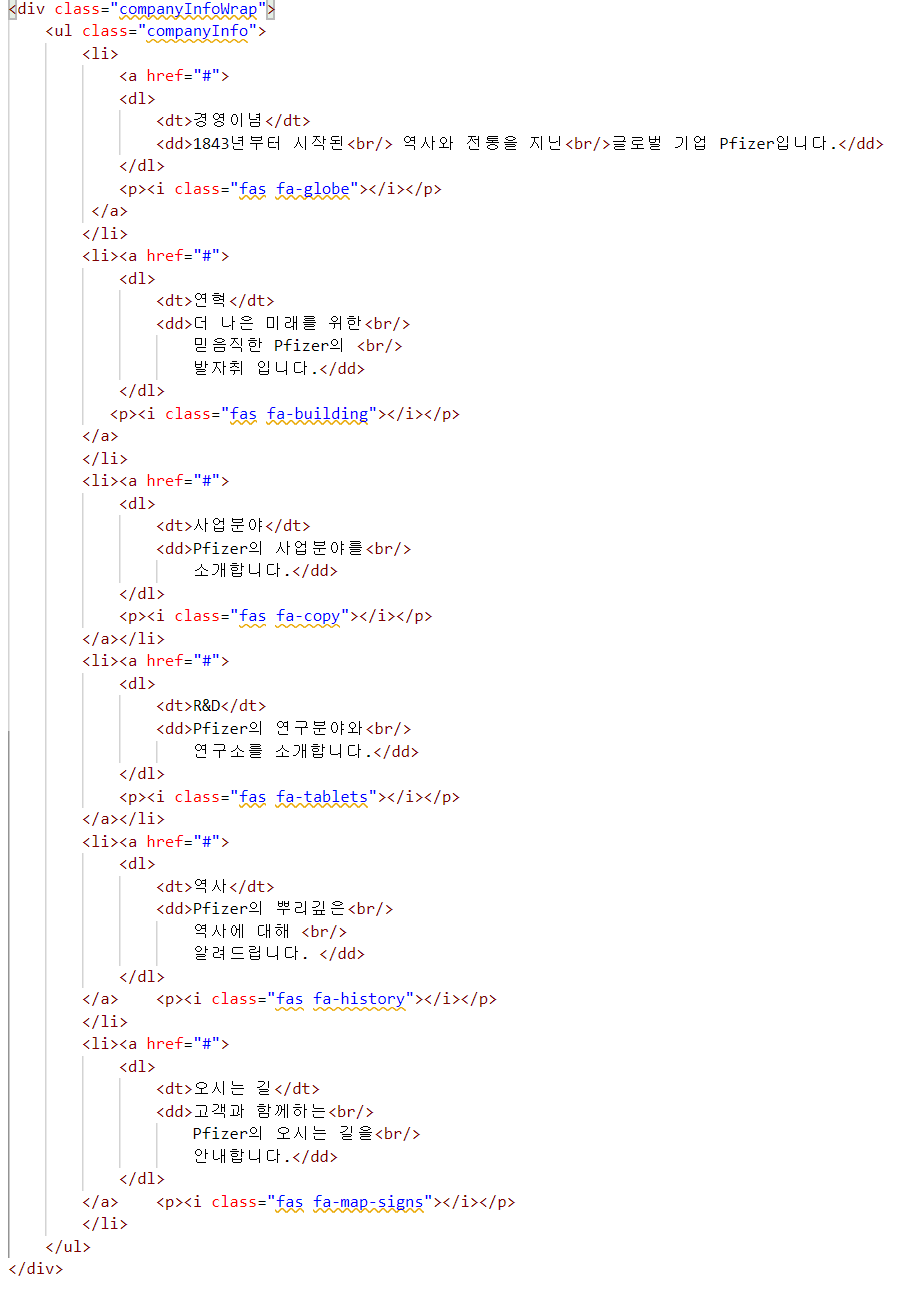 <div class="companyInfoWrap">
    <ul class="companyInfo">
        <li>
            <a href="#">
            <dl>
                <dt>경영이념</dt>
                <dd>1843년부터 시작된<br/> 역사와 전통을 지닌<br/>글로벌 기업 Pfizer입니다.</dd>
            </dl>
            <p><i class="fas fa-globe"></i></p>
         </a>
        </li>
        <li><a href="#">
            <dl>
                <dt>연혁</dt>
                <dd>더 나은 미래를 위한<br/>
                    믿음직한 Pfizer의 <br/>
                    발자취 입니다.</dd>
            </dl>
           <p><i class="fas fa-building"></i></p>
        </a>
        </li>
        <li><a href="#">
            <dl>
                <dt>사업분야</dt>
                <dd>Pfizer의 사업분야를<br/>
                    소개합니다.</dd>
            </dl>
            <p><i class="fas fa-copy"></i></p>
        </a></li>
        <li><a href="#">
            <dl>
                <dt>R&D</dt>
                <dd>Pfizer의 연구분야와<br/>
                    연구소를 소개합니다.</dd>
            </dl>
            <p><i class="fas fa-tablets"></i></p>
        </a></li>
        <li><a href="#">
            <dl>
                <dt>역사</dt>
                <dd>Pfizer의 뿌리깊은<br/>
                    역사에 대해 <br/>
                    알려드립니다. </dd>
            </dl>
        </a>    <p><i class="fas fa-history"></i></p>
        </li>
        <li><a href="#">
            <dl>
                <dt>오시는 길</dt>
                <dd>고객과 함께하는<br/>
                    Pfizer의 오시는 길을<br/>
                    안내합니다.</dd>
            </dl>
        </a>    <p><i class="fas fa-map-signs"></i></p>
        </li>
    </ul>
</div>